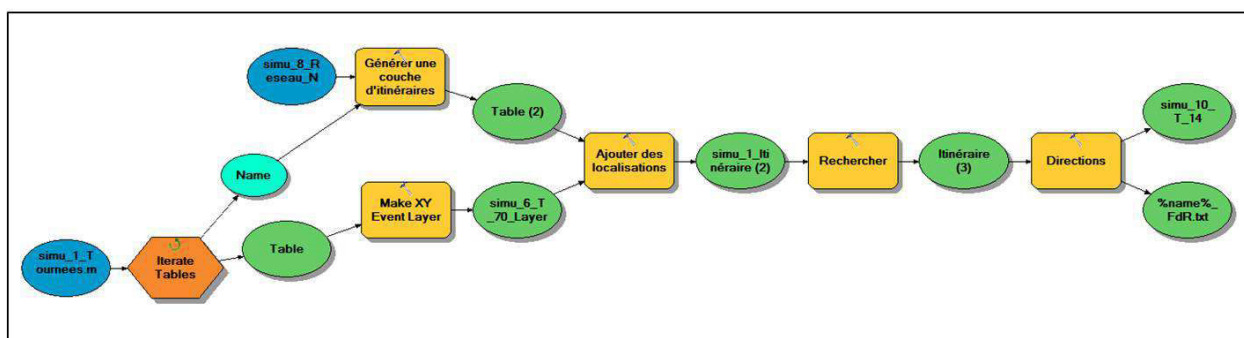 simu_8_R
eseau_N
Générer une
couche
d'itinéraires
Table (2)
Name
simu_1_T
ournees.m
Iterate
Tables
Table
Make XY
Event Layer
simu_6_T
_70_Layer
Ajouter des
localisations
simu_1_Iti
néraire (2)
Rechercher
Itinéraire
(3)
Directions
simu_10_
T_14
%name%_
FdR.txt